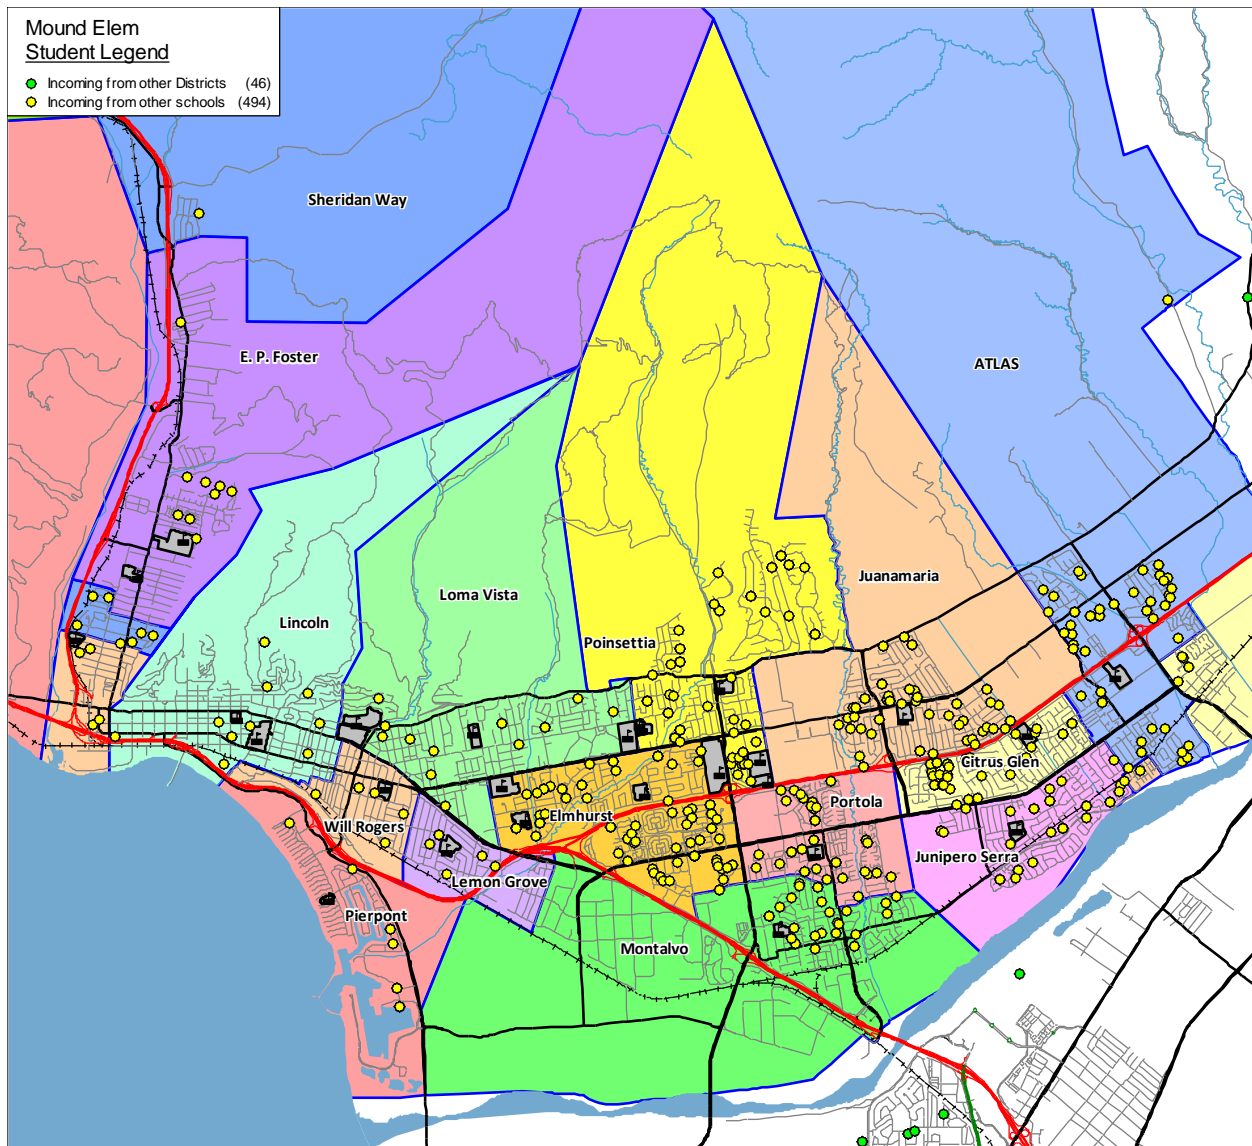 Mound Elem
Student Legend
Incoming from other Districts (46)
Incoming from other schools (494)
Sheridan Way
E. P. Foster
ATLAS
Juanamaria
Loma Vista
Lincoln
Poinsettia
Citrus Glen
Portola
Elmhurst
Will Rogers
Junipero Serra
Lemon Grove
Pierpont
Montalvo